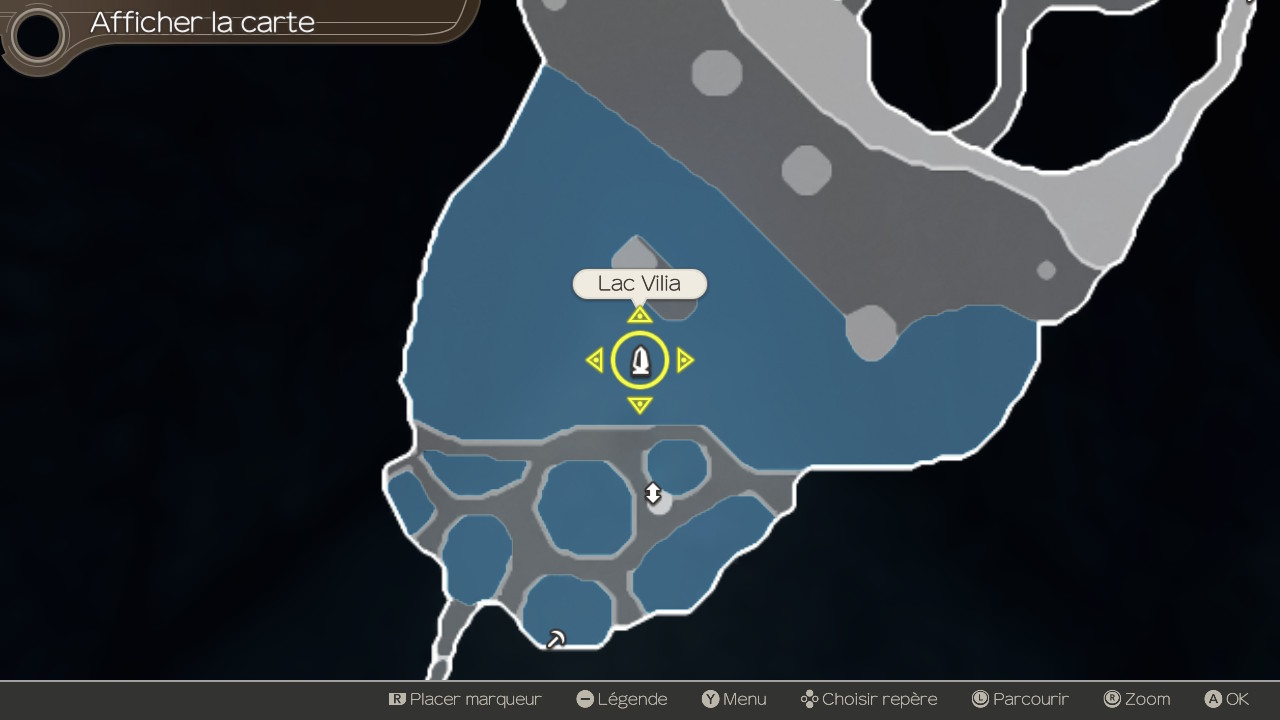 Afficher la carte
Lac Vilia
R Placer marqueur
Légende
Y Menu
Choisir repère
L Parcourir
R Zoom
A OK